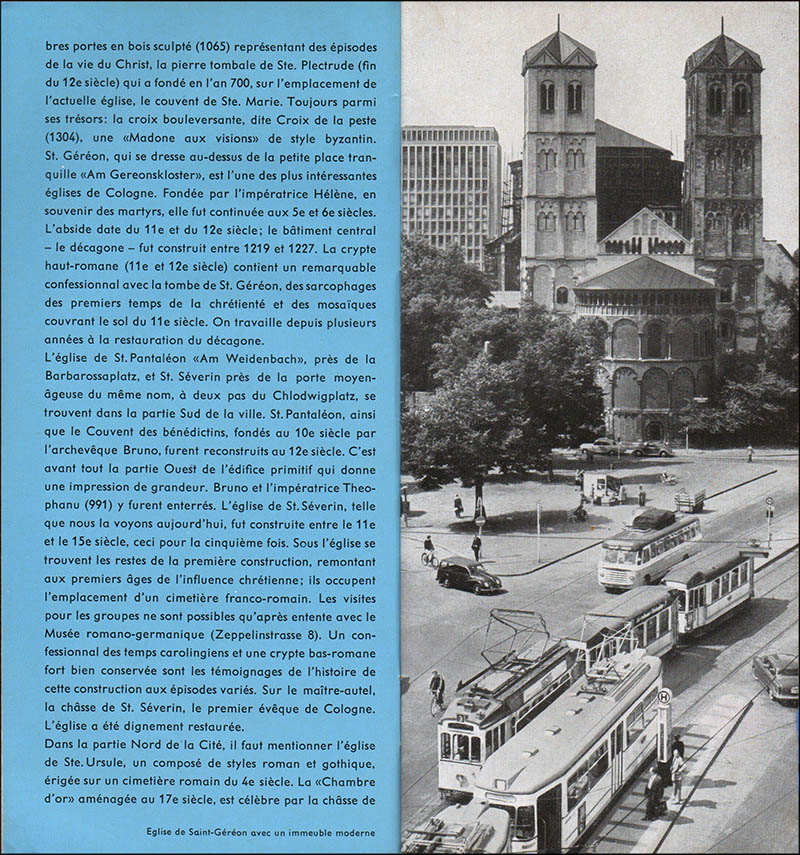 bres portes en bois sculpté (1065) représentant des épisodes
de la vie du Christ, la pierre tombale de Ste. Plectrude (fin
du 12e siècle) qui a fondé en l'an 700, sur l'emplacement de
l'actuelle église, le couvent de Ste. Marie. Toujours parmi
ses trésors: la croix bouleversante, dite Croix de la peste
(1304), une «Madone aux visions» de style byzantin.
St. Géréon, qui se dresse au-dessus de la petite place tran-
quille «Am Gereonskloster», est l'une des plus intéressantes
églises de Cologne. Fondée par l'impératrice Hélène, en
souvenir des martyrs, elle fut continuée aux 5e et 6e siècles.
L'abside date du 11e et du 12e siècle; le bâtiment central
– le décagone – fut construit entre 1219 et 1227. La crypte
haut-romane (11e et 12e siècle) contient un remarquable
confessionnal avec la tombe de St. Géréon, des sarcophages
des premiers temps de la chrétienté et des mosaïques
couvrant le sol du 11e siècle. On travaille depuis plusieurs
années à la restauration du décagone.
L'église de St. Pantaléon «Am Weidenbach», près de la
Barbarossaplatz, et St. Séverin près de la porte moyen-
âgeuse du même nom, à deux pas du Chlodwigplatz, se
trouvent dans la partie Sud de la ville. St. Pantaléon, ainsi
que le Couvent des bénédictins, fondés au 10e siècle par
l'archevêque Bruno, furent reconstruits au 12e siècle. C'est
avant tout la partie Ouest de l'édifice primitif qui donne
une impression de grandeur. Bruno et l'impératrice Theo-
phanu (991) y furent enterrés. L'église de St. Séverin, telle
que nous la voyons aujourd'hui, fut construite entre le 11e
et le 15e siècle, ceci pour la cinquième fois. Sous l'église se
trouvent les restes de la première construction, remontant
aux premiers âges de l'influence chrétienne; ils occupent
l'emplacement d'un cimetière franco-romain. Les visites
pour les groupes ne sont possibles qu'après entente avec le
Musée romano-germanique (Zeppelinstrasse 8). Un con-
fessionnal des temps carolingiens et une crypte bas-romane
fort bien conservée sont les témoignages de l'histoire de
cette construction aux épisodes variés. Sur le maître-autel,
la châsse de St. Séverin, le premier évêque de Cologne.
L'église a été dignement restaurée.
Dans la partie Nord de la Cité, il faut mentionner l'église
de Ste. Ursule, un composé de styles roman et gothique,
érigée sur un cimetière romain du 4e siècle. La «Chambre
d'or» aménagée au 17e siècle, est célèbre par la châsse de
Eglise de Saint-Géréon avec un immeuble moderne
H